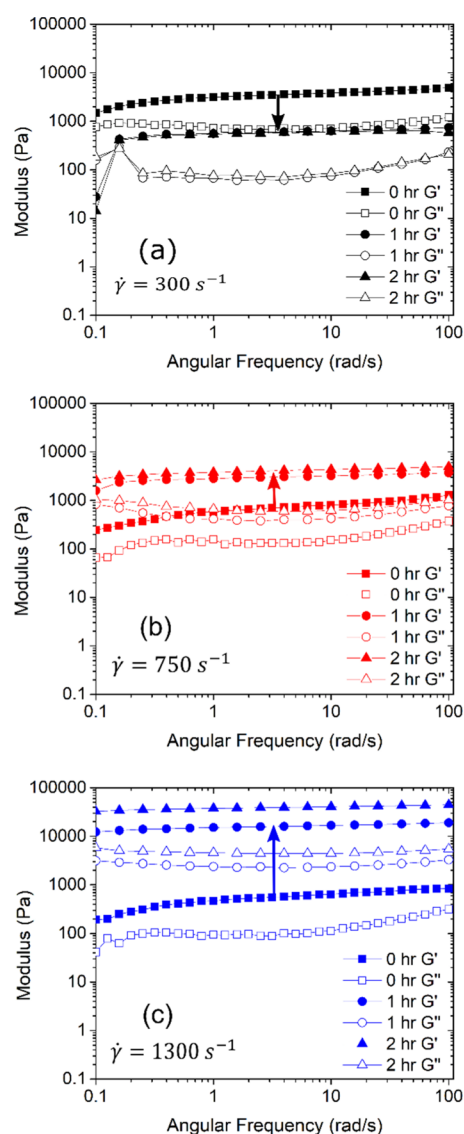 100000
10000
1000
100
10
1
0.1
Modulus (Pa)
(a)
γ̇ = 300 s⁻¹
0 hr G'
0 hr G"
1 hr G'
1 hr G"
2 hr G'
2 hr G"
0.1 1 10 100
Angular Frequency (rad/s)
100000
10000
1000
100
10
1
0.1
Modulus (Pa)
(b)
γ̇ = 750 s⁻¹
0 hr G'
0 hr G"
1 hr G'
1 hr G"
2 hr G'
2 hr G"
0.1 1 10 100
Angular Frequency (rad/s)
100000
10000
1000
100
10
1
0.1
Modulus (Pa)
(c)
γ̇ = 1300 s⁻¹
0 hr G'
0 hr G"
1 hr G'
1 hr G"
2 hr G'
2 hr G"
0.1 1 10 100
Angular Frequency (rad/s)